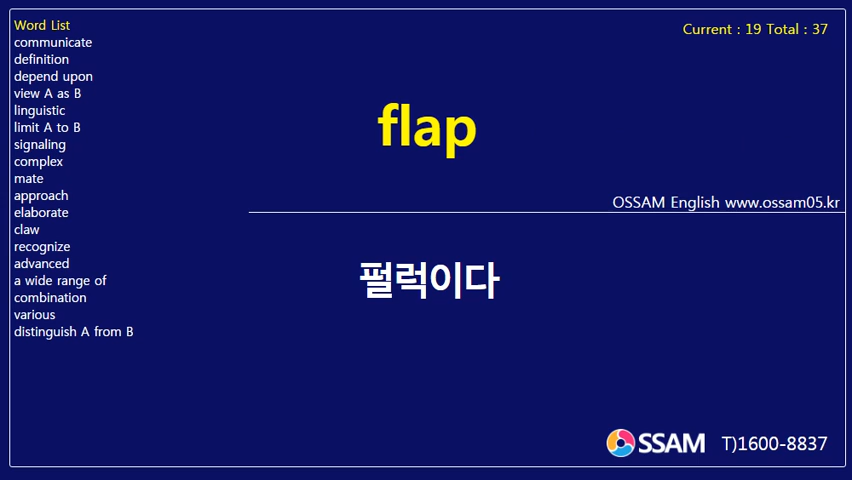 Word List
communicate
definition
depend upon
view A as B
linguistic
limit A to B
signaling
complex
mate
approach
elaborate
claw
recognize
advanced
a wide range of
combination
various
distinguish A from B
Current : 19 Total : 37
flap
OSSAM English www.ossam05.kr
펄럭이다
OSSAM T)1600-8837